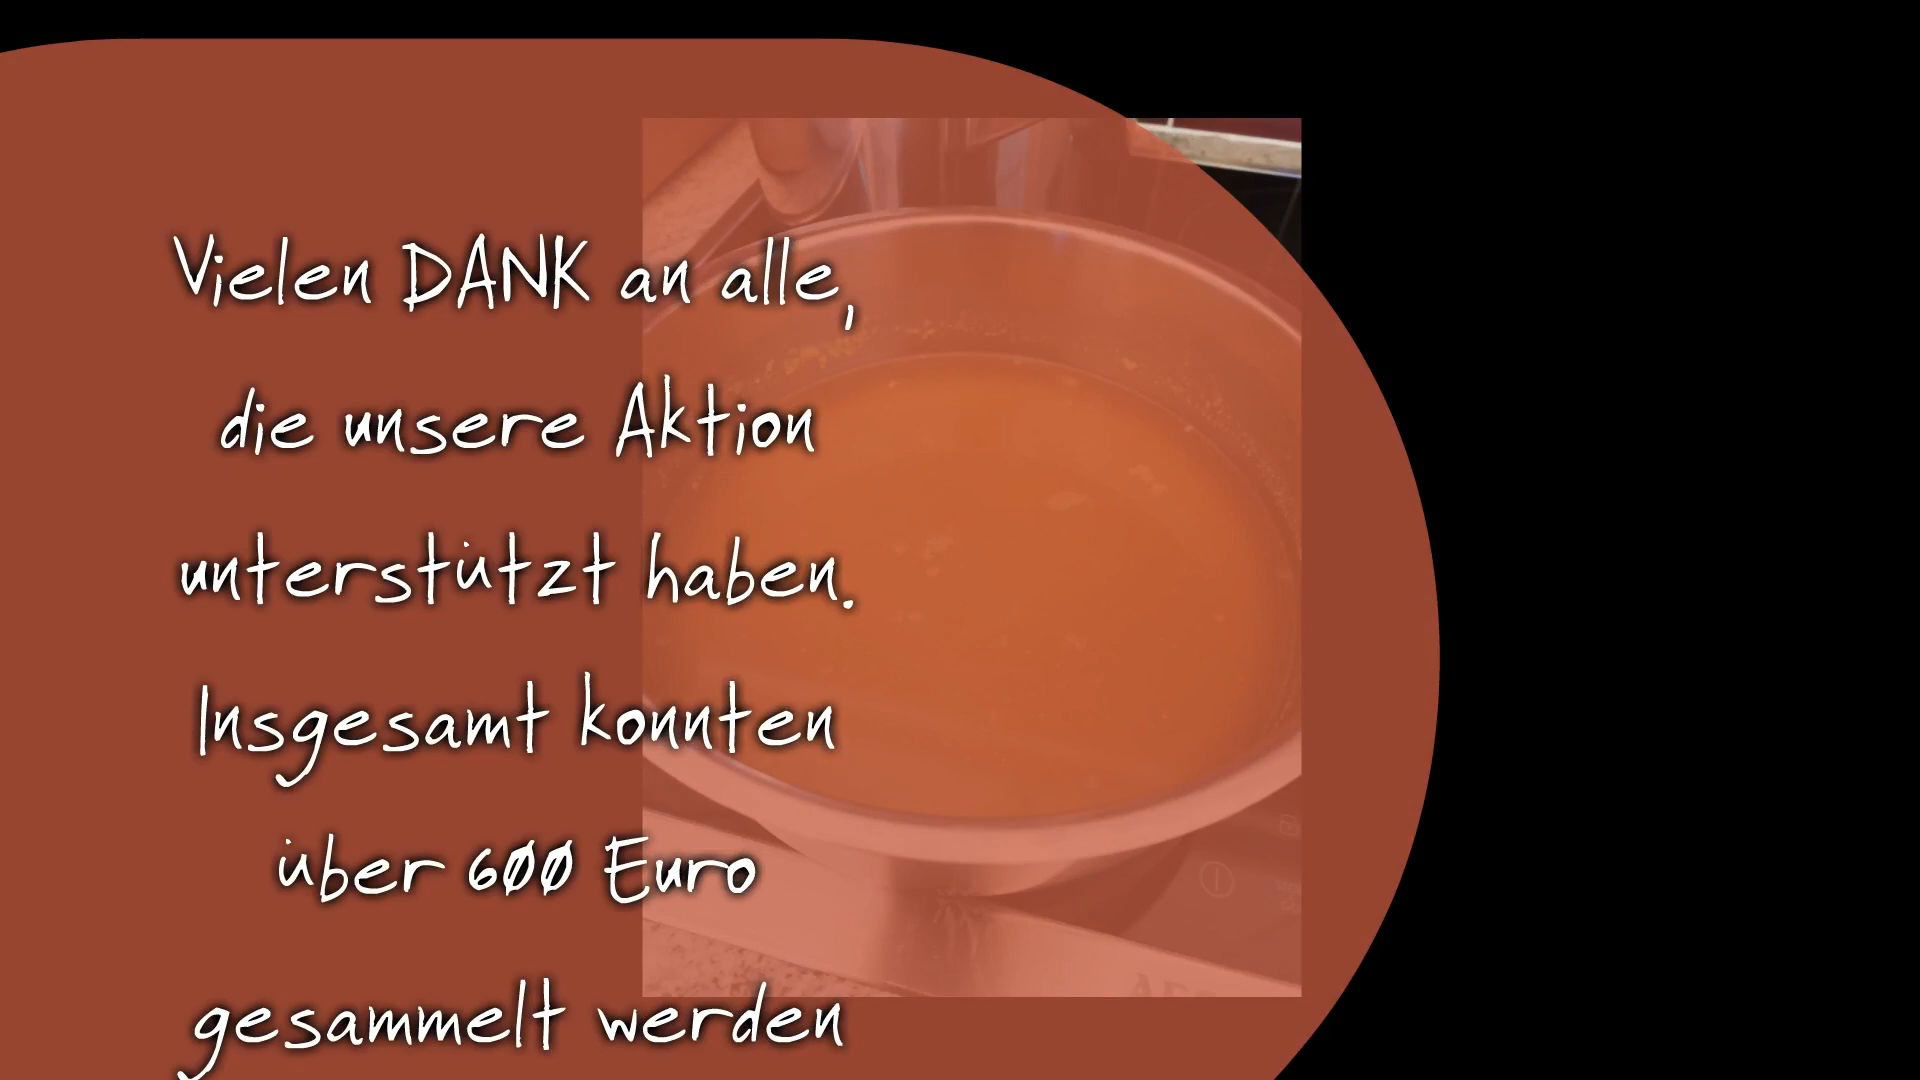 Vielen DANK an alle,
die unsere Aktion
unterstützt haben.
Insgesamt konnten
über 600 Euro
gesammelt werden